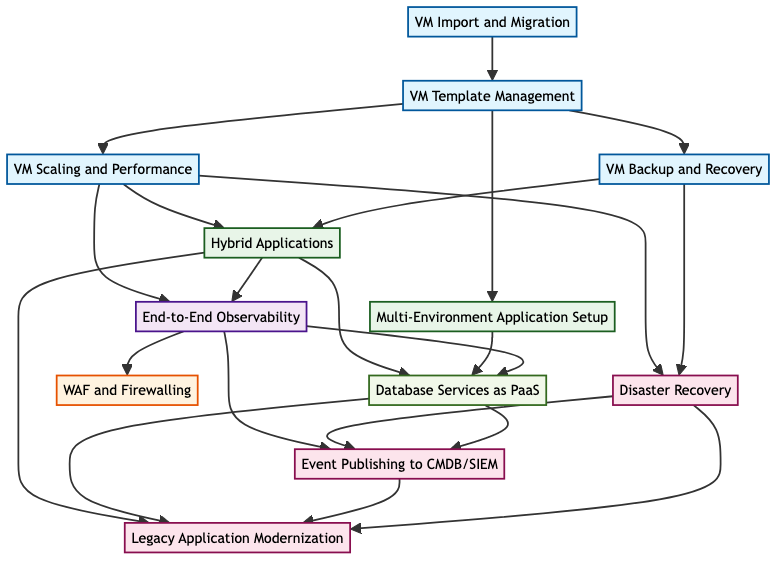 VM Import and Migration
VM Template Management
VM Scaling and Performance
VM Backup and Recovery
Hybrid Applications
End-to-End Observability
Multi-Environment Application Setup
WAF and Firewalling
Database Services as PaaS
Disaster Recovery
Event Publishing to CMDB/SIEM
Legacy Application Modernization